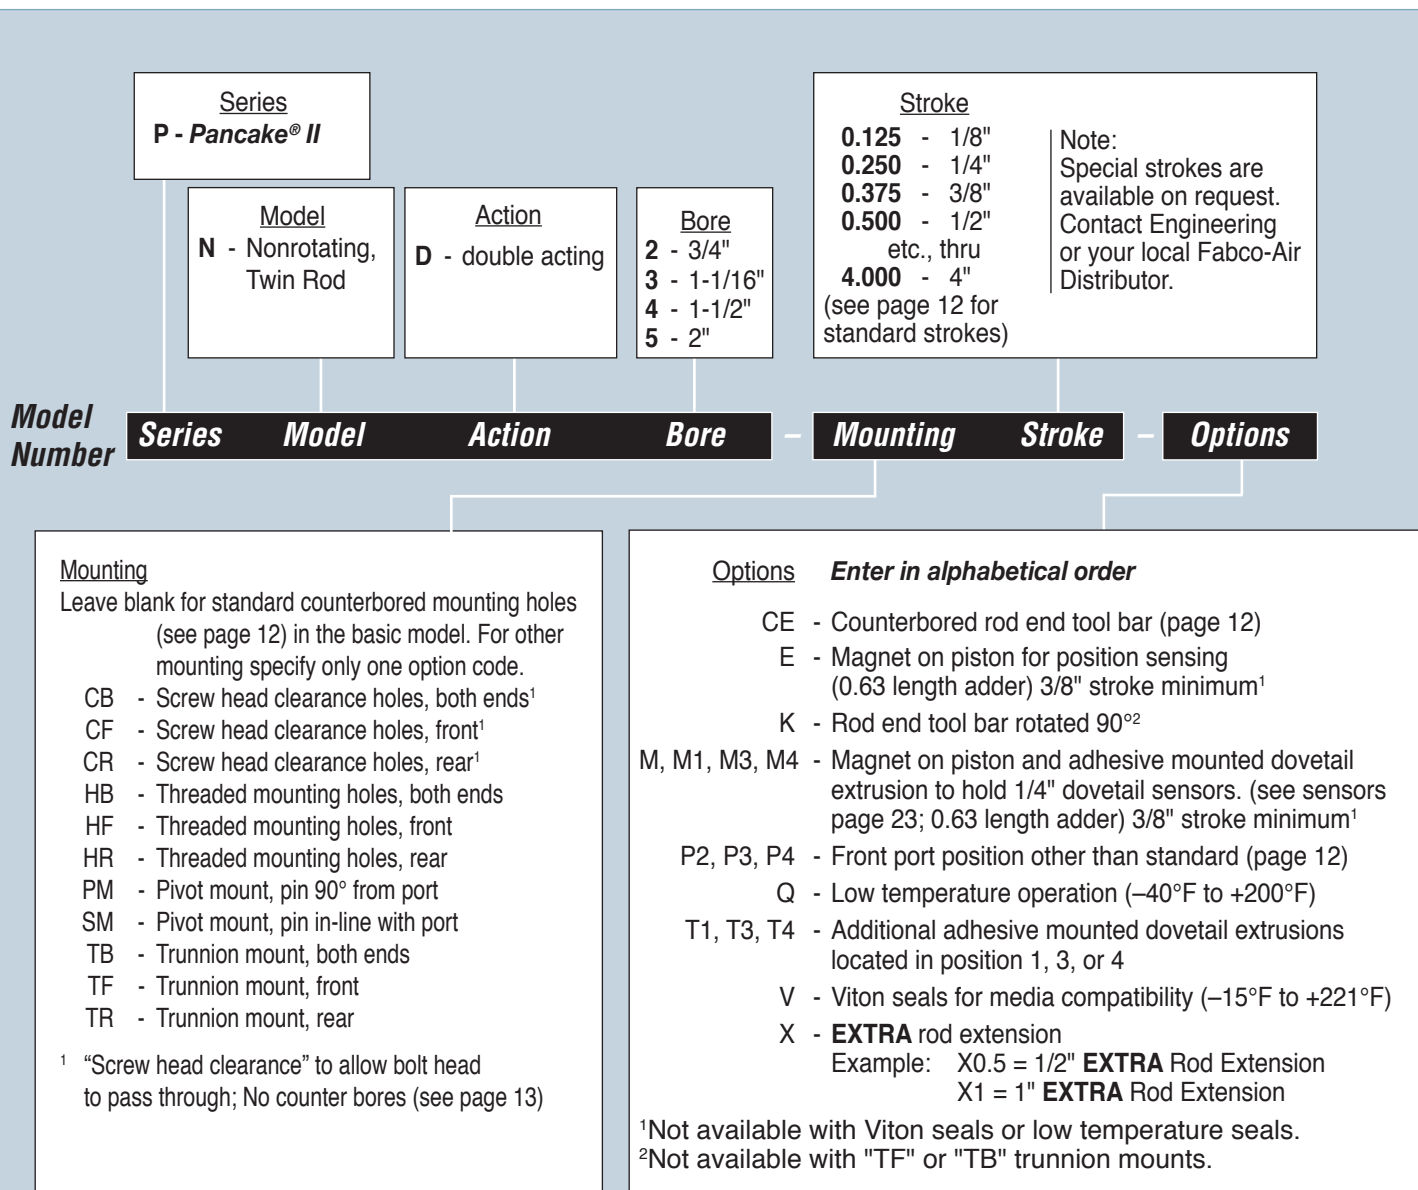 Series
P - Pancake® II
Model
N - Nonrotating,
Twin Rod
Action
D - double acting
Bore
2 - 3/4"
3 - 1-1/16"
4 - 1-1/2"
5 - 2"
Stroke
0.125 - 1/8"
0.250 - 1/4"
0.375 - 3/8"
0.500 - 1/2"
etc., thru
4.000 - 4"
(see page 12 for
standard strokes)
Note:
Special strokes are
available on request.
Contact Engineering
or your local Fabco-Air
Distributor.
Model
Number
Series Model Action Bore – Mounting Stroke – Options
Mounting
Leave blank for standard counterbored mounting holes
(see page 12) in the basic model. For other
mounting specify only one option code.
CB - Screw head clearance holes, both ends¹
CF - Screw head clearance holes, front¹
CR - Screw head clearance holes, rear¹
HB - Threaded mounting holes, both ends
HF - Threaded mounting holes, front
HR - Threaded mounting holes, rear
PM - Pivot mount, pin 90° from port
SM - Pivot mount, pin in-line with port
TB - Trunnion mount, both ends
TF - Trunnion mount, front
TR - Trunnion mount, rear
¹ “Screw head clearance” to allow bolt head
to pass through; No counter bores (see page 13)
Options Enter in alphabetical order
CE - Counterbored rod end tool bar (page 12)
E - Magnet on piston for position sensing
(0.63 length adder) 3/8" stroke minimum¹
K - Rod end tool bar rotated 90°²
M, M1, M3, M4 - Magnet on piston and adhesive mounted dovetail
extrusion to hold 1/4" dovetail sensors. (see sensors
page 23; 0.63 length adder) 3/8" stroke minimum¹
P2, P3, P4 - Front port position other than standard (page 12)
Q - Low temperature operation (–40°F to +200°F)
T1, T3, T4 - Additional adhesive mounted dovetail extrusions
located in position 1, 3, or 4
V - Viton seals for media compatibility (–15°F to +221°F)
X - EXTRA rod extension
Example: X0.5 = 1/2" EXTRA Rod Extension
X1 = 1" EXTRA Rod Extension
¹Not available with Viton seals or low temperature seals.
²Not available with "TF" or "TB" trunnion mounts.